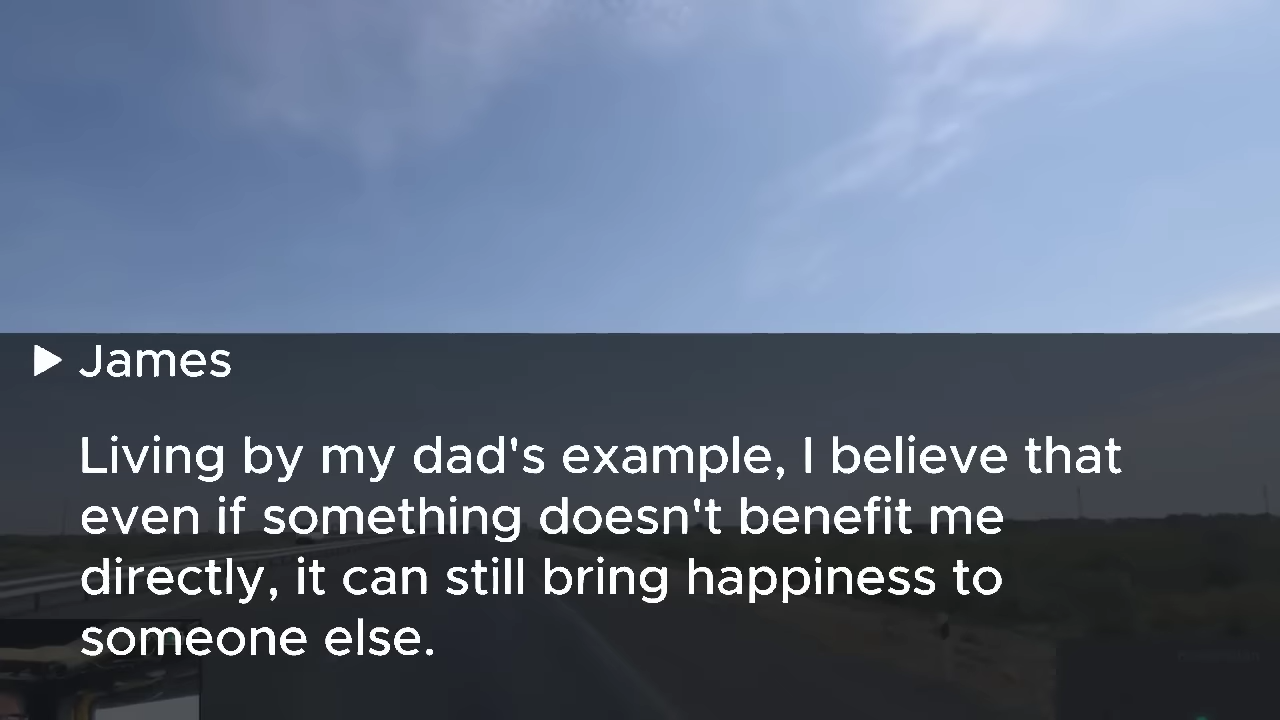 James
Living by my dad's example, I believe that
even if something doesn't benefit me
directly, it can still bring happiness to
someone else.